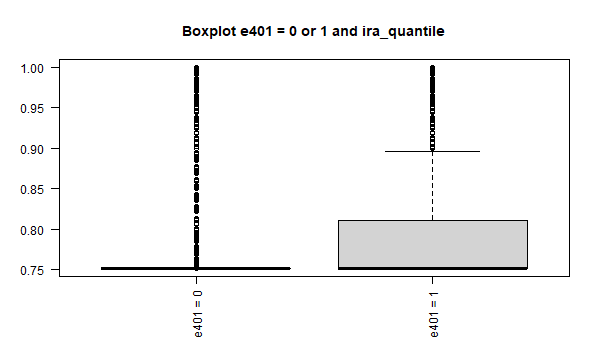 Boxplot e401 = 0 or 1 and ira_quantile
1.00
0.95
0.90
0.85
0.80
0.75
e401 = 0
e401 = 1